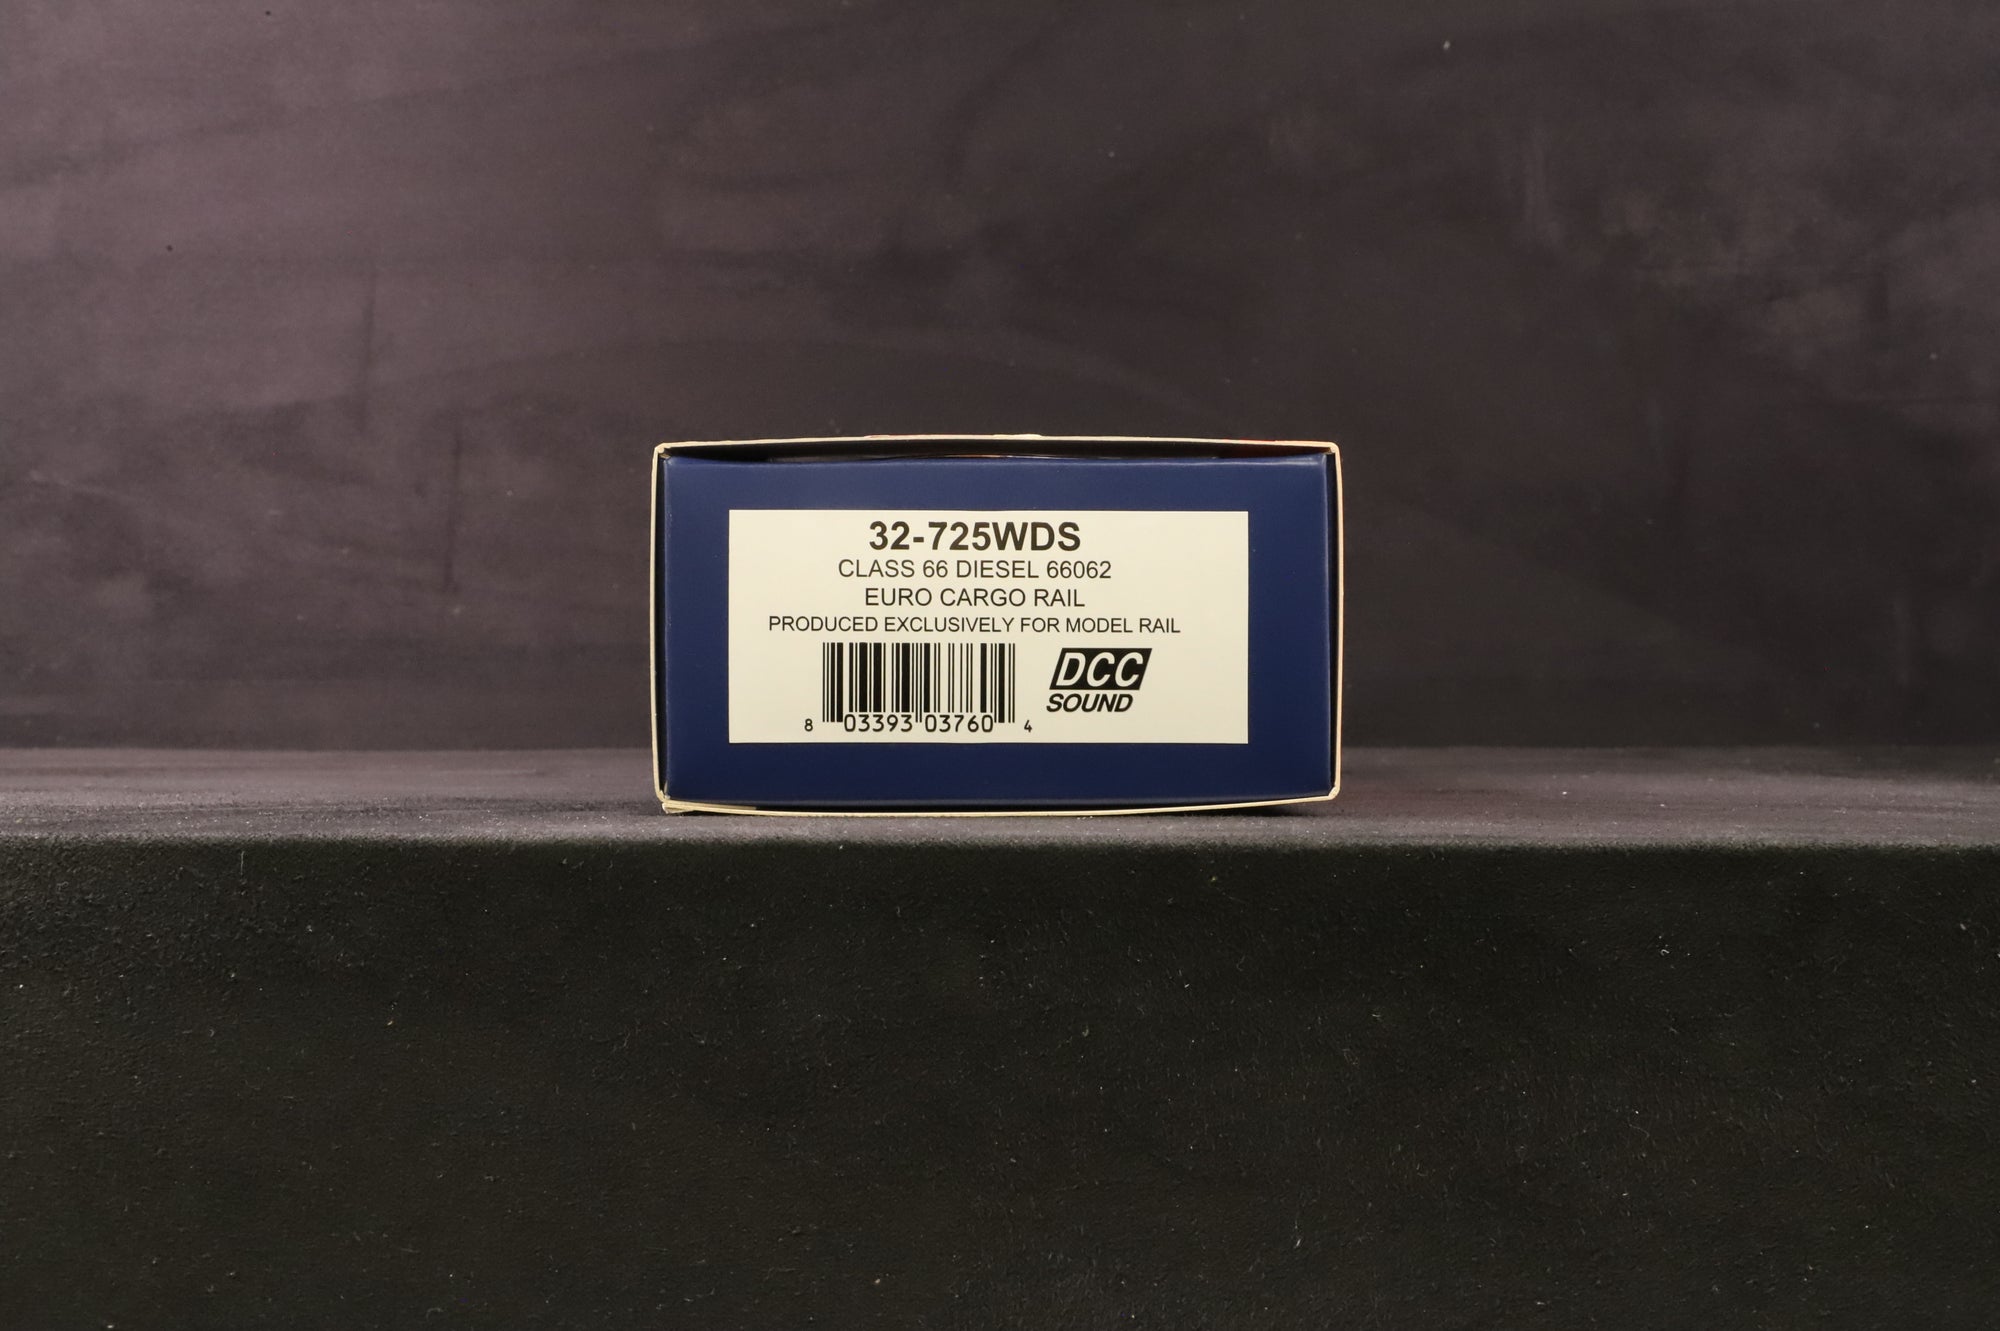 32-725WDS
CLASS 66 DIESEL 66062
EURO CARGO RAIL
PRODUCED EXCLUSIVELY FOR MODEL RAIL
DCC
SOUND
8 03393 03760 4